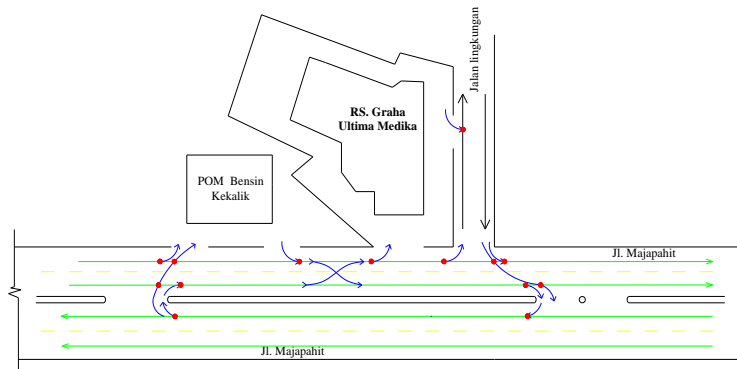 Jalan lingkungan
RS. Graha
Ultima Medika
POM Bensin
Kekalik
Jl. Majapahit
Jl. Majapahit